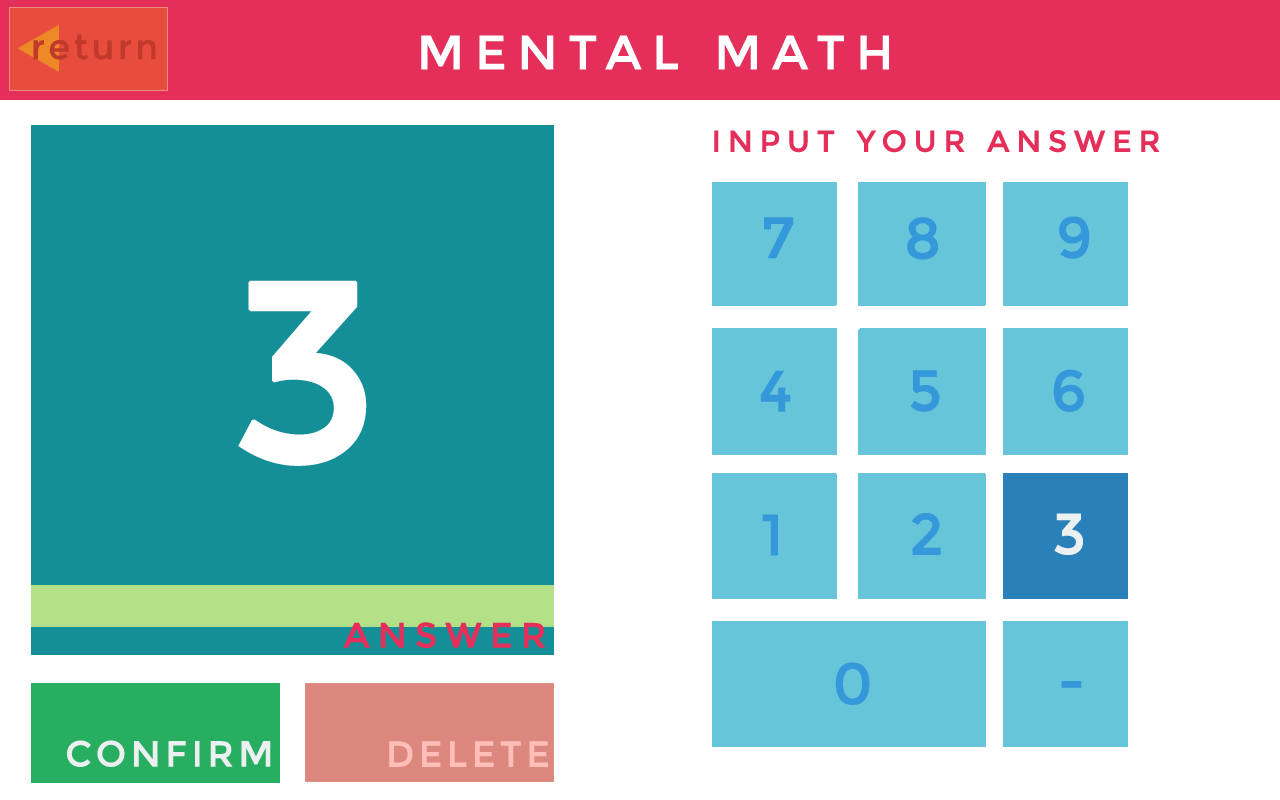 return
MENTAL MATH
INPUT YOUR ANSWER
3
7 8 9
4 5 6
1 2 3
0 -
ANSWER
CONFIRM DELETE